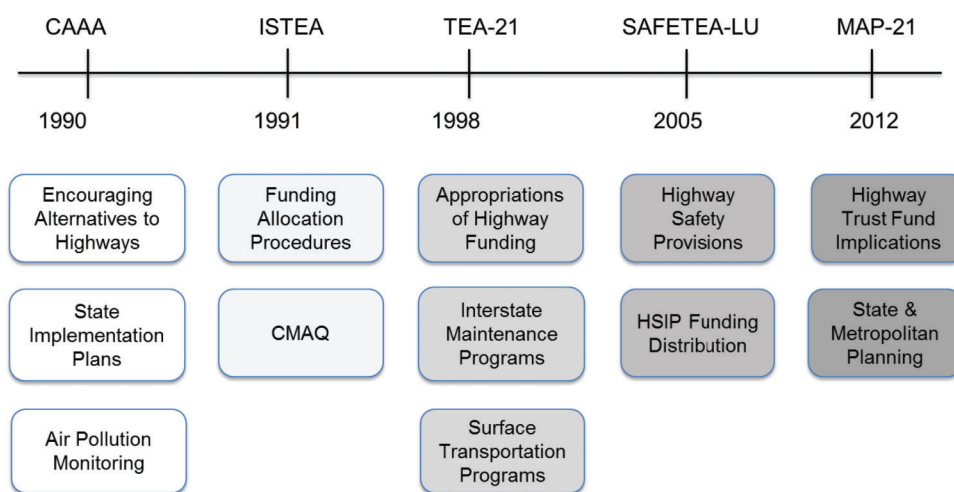 CAAA ISTEA TEA-21 SAFETEA-LU MAP-21
1990 1991 1998 2005 2012
Encouraging
Alternatives to
Highways
Funding
Allocation
Procedures
Appropriations
of Highway
Funding
Highway
Safety
Provisions
Highway
Trust Fund
Implications
State
Implementation
Plans
CMAQ
Interstate
Maintenance
Programs
HSIP Funding
Distribution
State &
Metropolitan
Planning
Air Pollution
Monitoring
Surface
Transportation
Programs